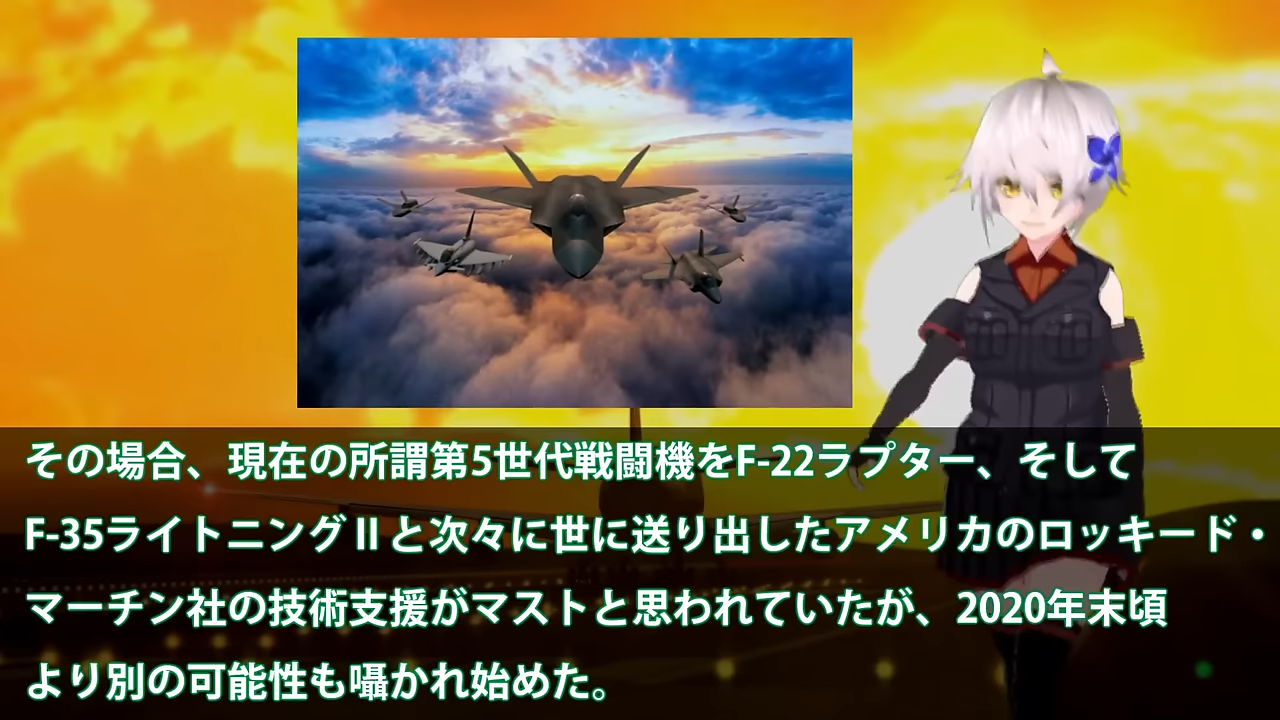 その場合、現在の所謂第5世代戦闘機をF-22ラプター、そして
F-35ライトニングⅡと次々に世に送り出したアメリカのロッキード・
マーチン社の技術支援がマストと思われていたが、2020年末頃
より別の可能性も囁かれ始めた。